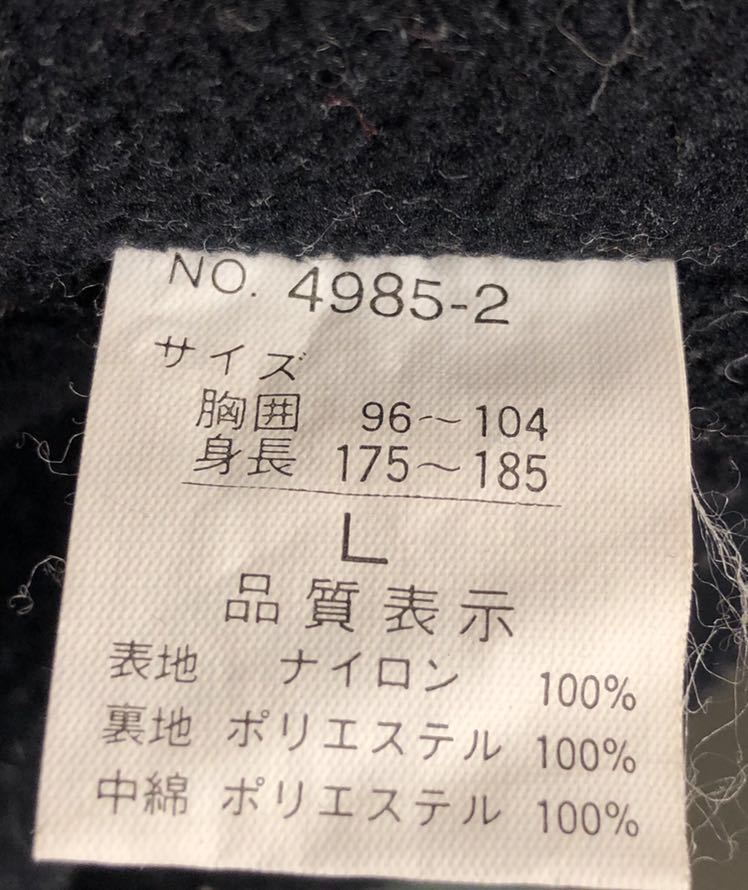 NO. 4985-2
サイズ
胸囲 96～104
身長 175～185
L
品質表示
表地 ナイロン 100%
裏地 ポリエステル 100%
中綿 ポリエステル 100%